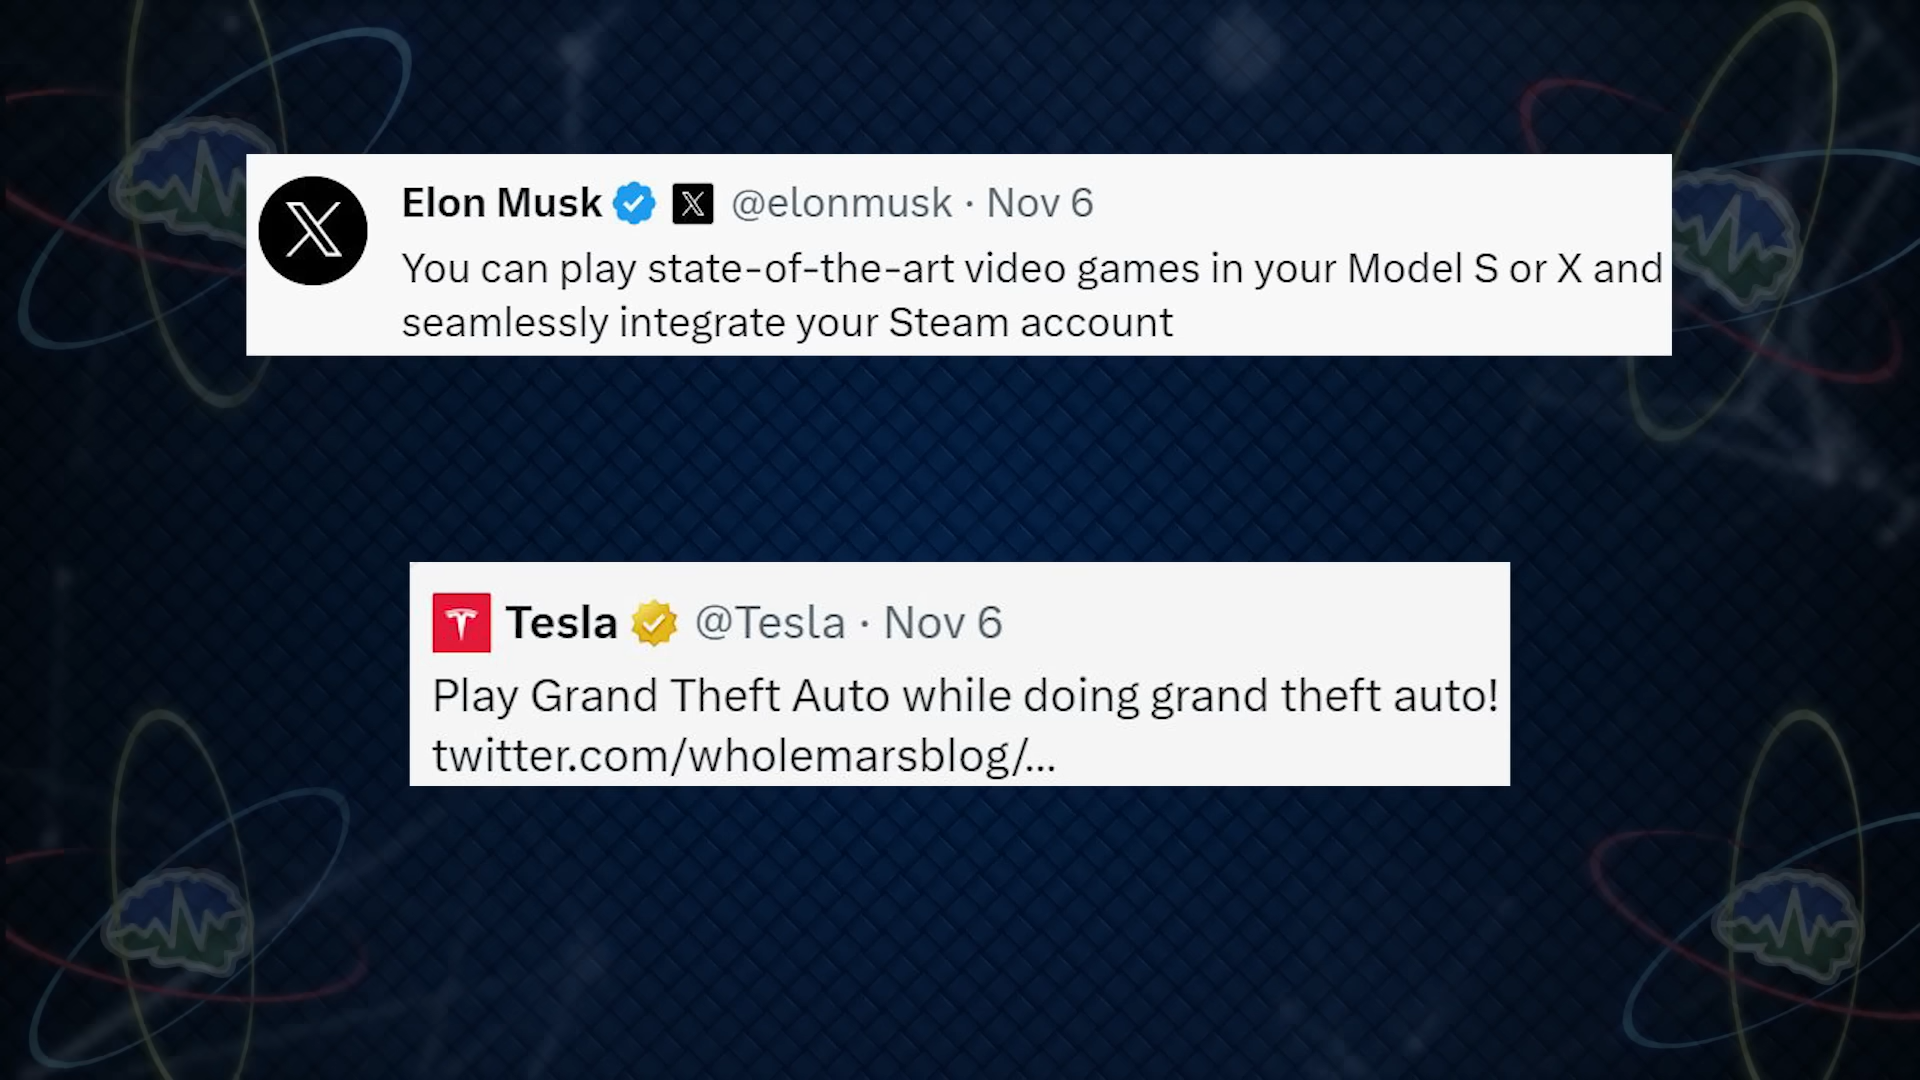 Elon Musk @elonmusk · Nov 6
You can play state-of-the-art video games in your Model S or X and
seamlessly integrate your Steam account
Tesla @Tesla · Nov 6
Play Grand Theft Auto while doing grand theft auto!
twitter.com/wholemarsblog/...